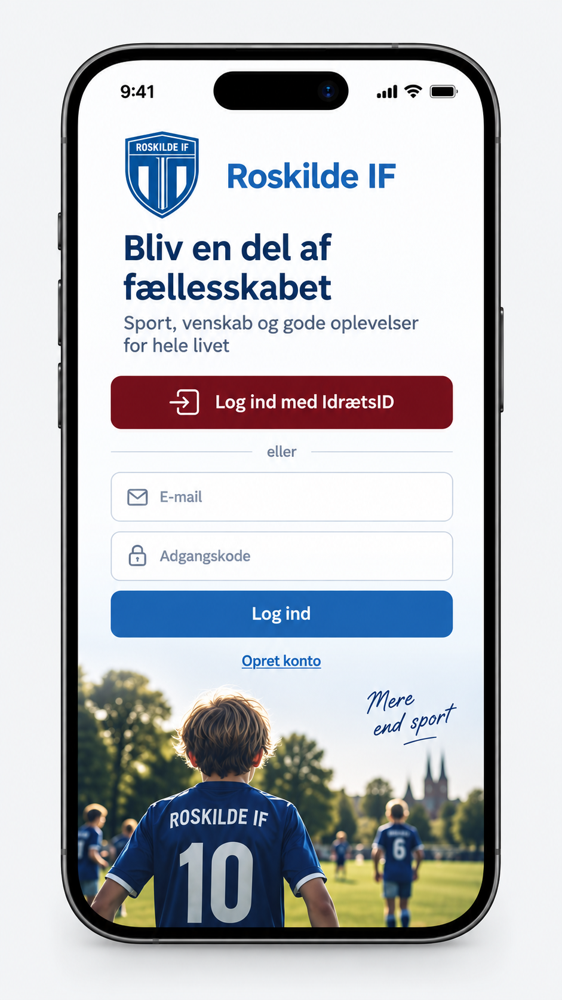 9:41
ROSKILDE IF
Roskilde IF
Bliv en del af
fællesskabet
Sport, venskab og gode oplevelser
for hele livet
Log ind med IdrætsID
eller
E-mail
Adgangskode
Log ind
Opret konto
Mere
end sport
ROSKILDE IF
10
6